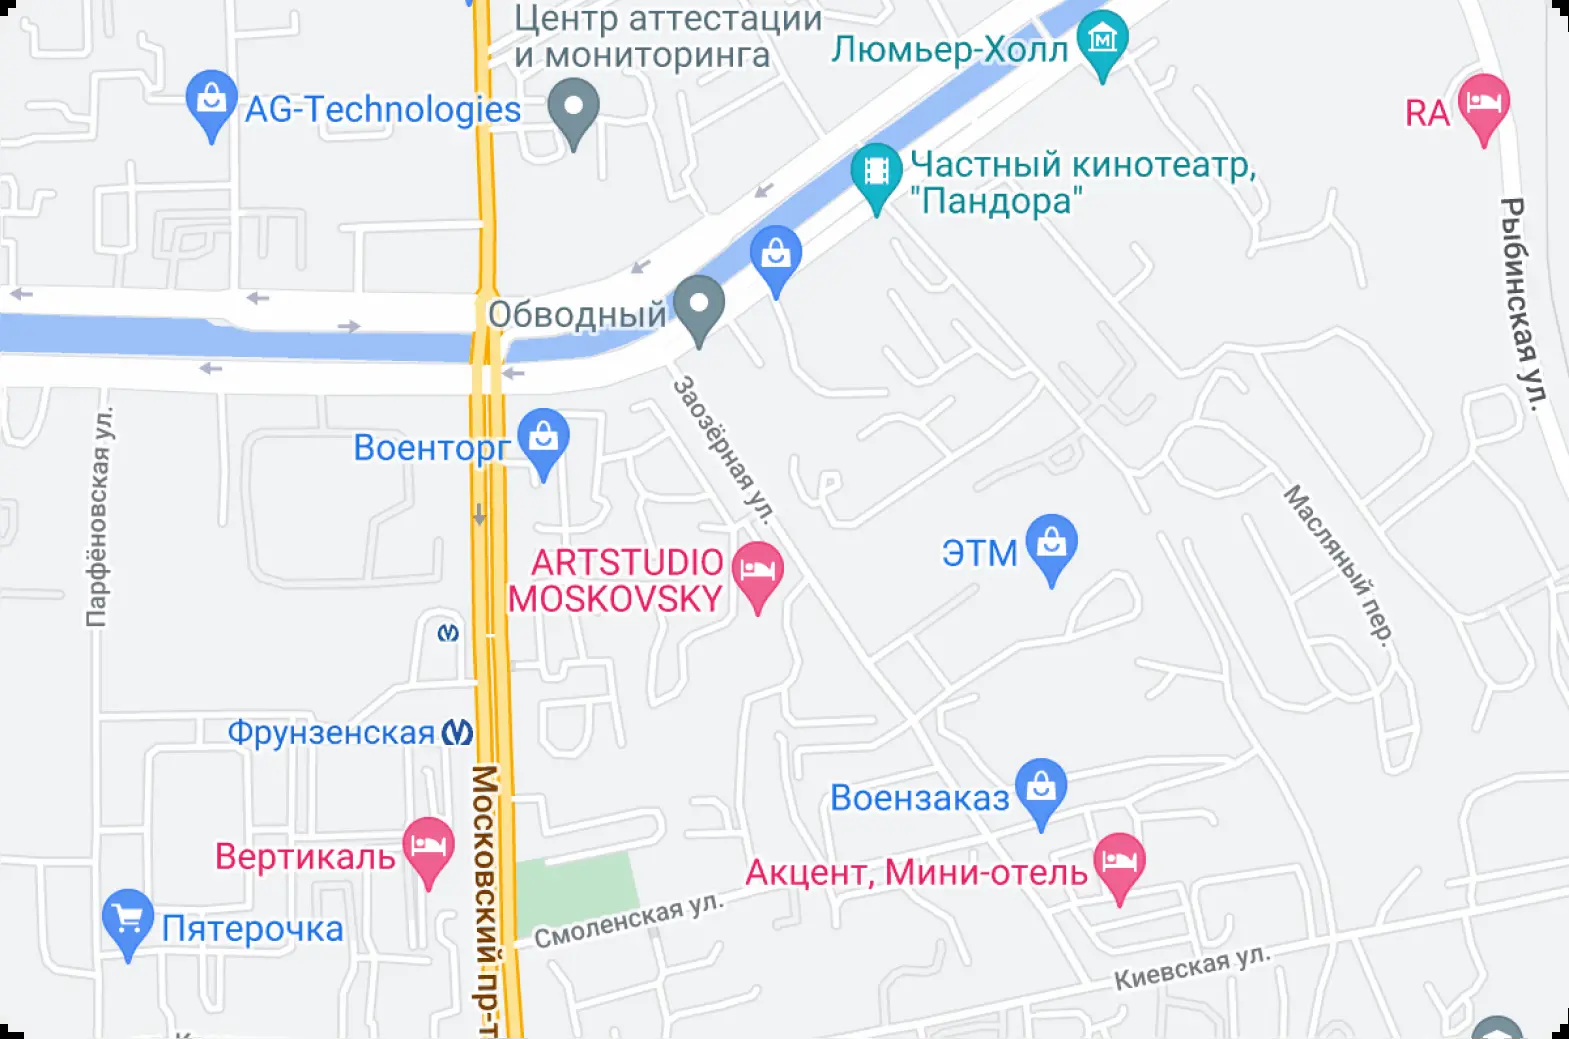 Центр аттестации
и мониторинга
Люмьер-Холл
AG-Technologies
RA
Частный кинотеатр,
"Пандора"
Рыбинская ул.
Обводный
Заозёрная ул.
Парфёновская ул.
Военторг
Масляный пер.
ЭТМ
ARTSTUDIO
MOSKOVSKY
Фрунзенская
Московский пр-т
Воензаказ
Вертикаль
Акцент, Мини-отель
Пятерочка
Смоленская ул.
Киевская ул.